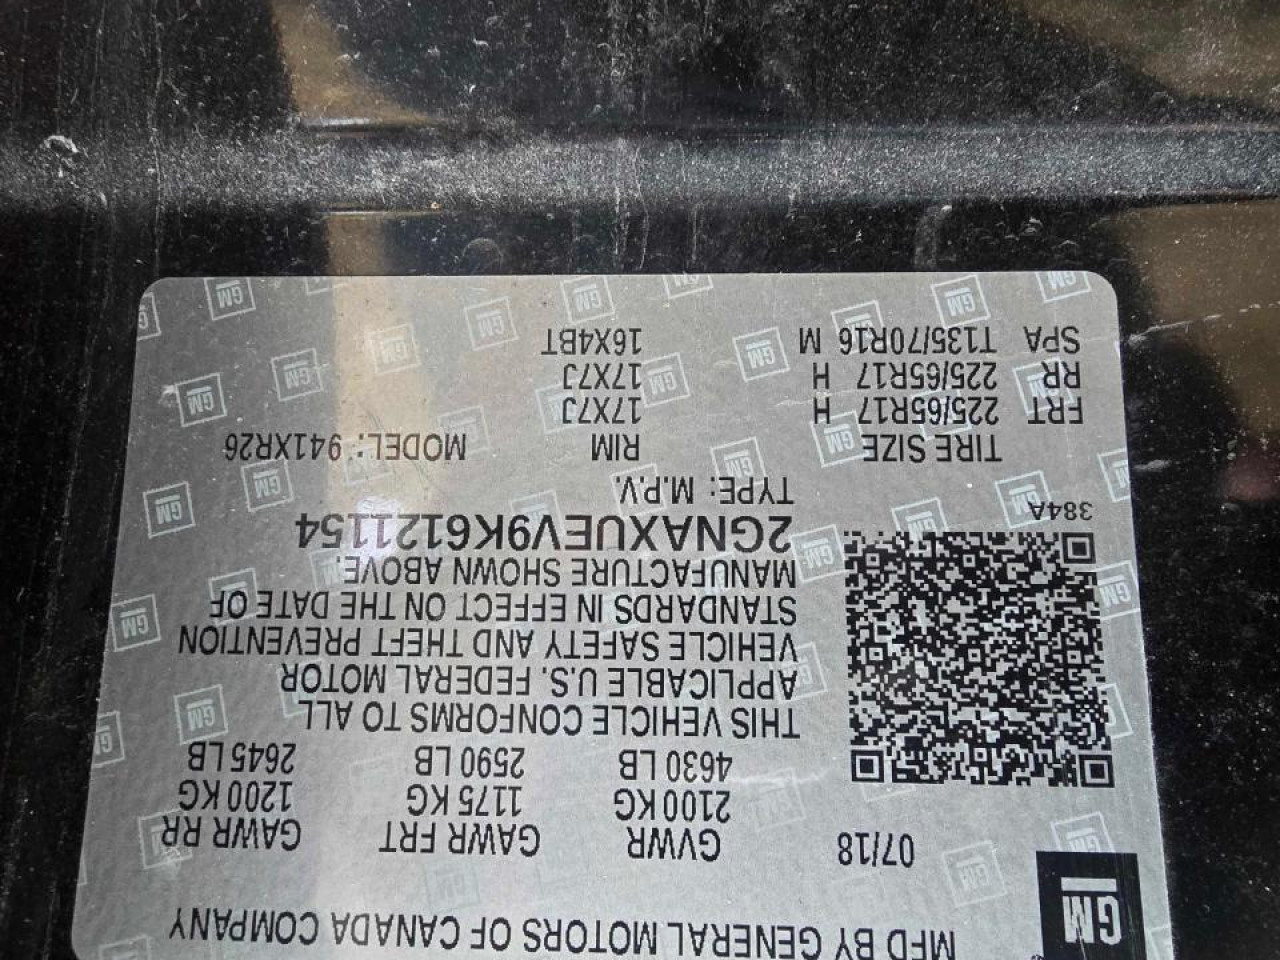 MFD BY GENERAL MOTORS OF CANADA COMPANY
GM
07/18 GVWR GAWR FRT GAWR RR
2100 KG 1175 KG 1200 KG
4630 LB 2590 LB 2645 LB
THIS VEHICLE CONFORMS TO ALL
APPLICABLE U.S. FEDERAL MOTOR
VEHICLE SAFETY AND THEFT PREVENTION
STANDARDS IN EFFECT ON THE DATE OF
MANUFACTURE SHOWN ABOVE.
2GNAXUEV9K6121154
384A
TYPE: M.P.V.
TIRE SIZE RIM MODEL: 941XR26
FRT 225/65R17 H 17X7J
RR 225/65R17 H 17X7J
SPA T135/70R16 M 16X4BT